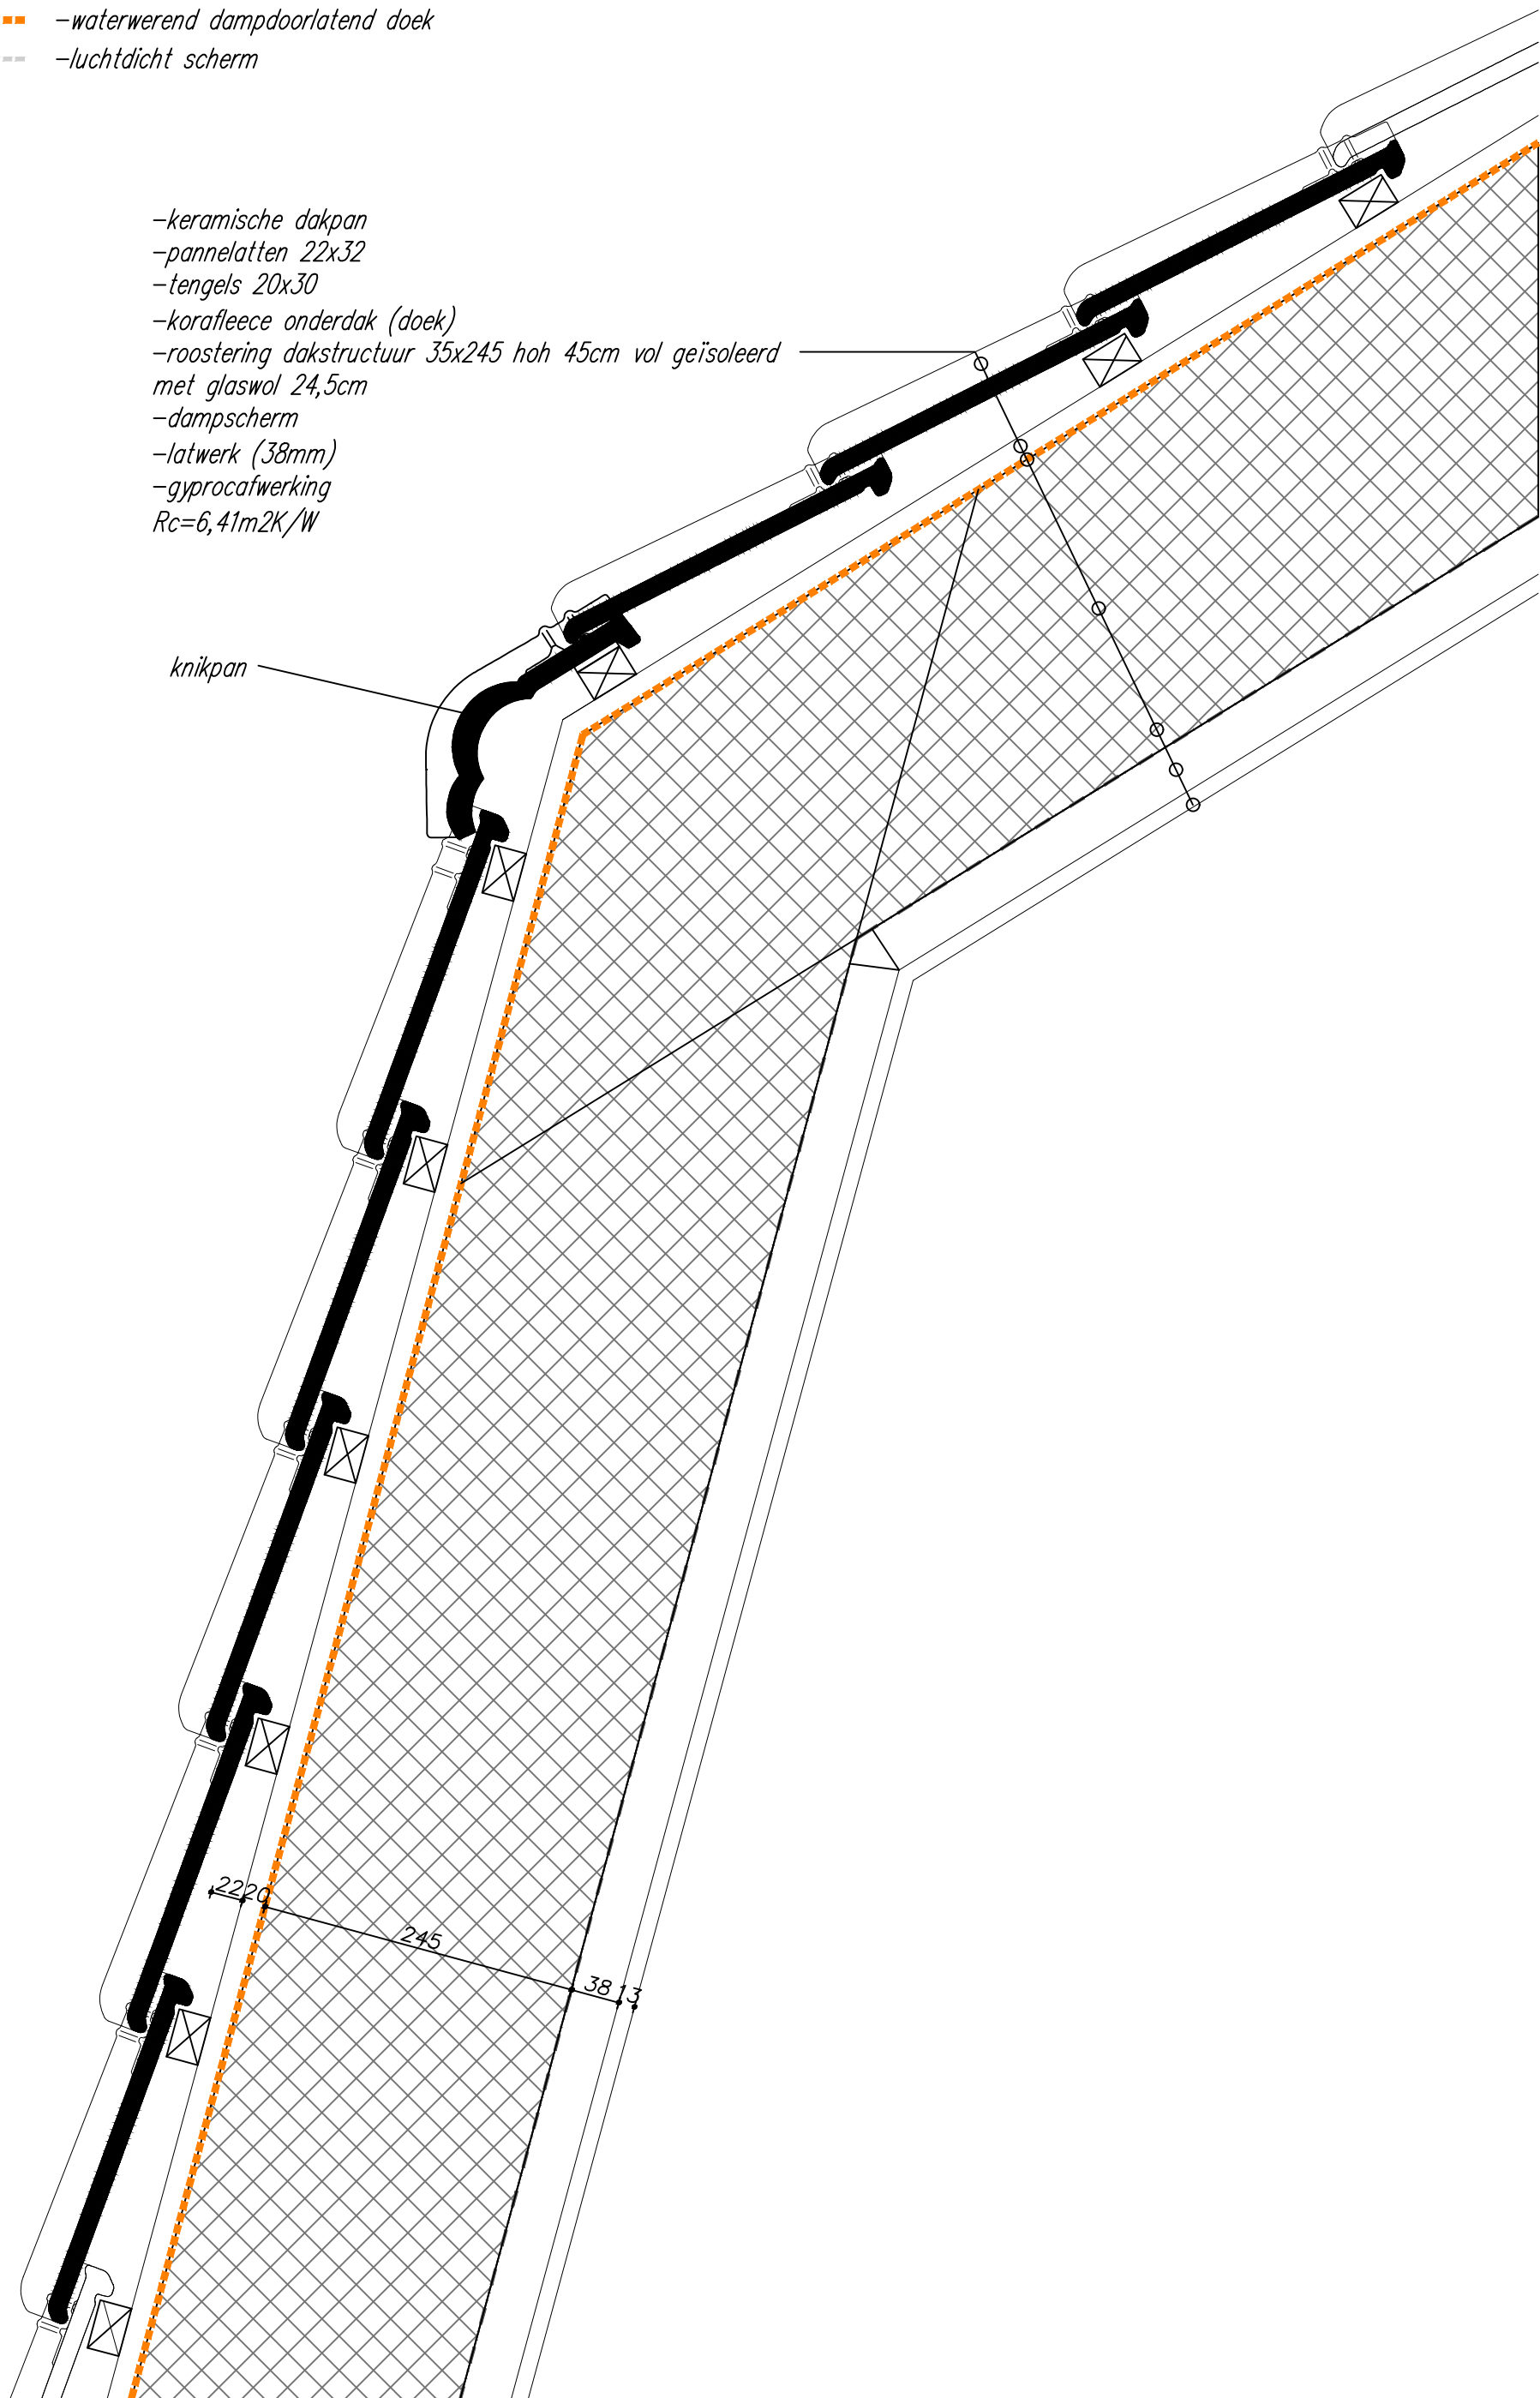 -waterwerend dampdoorlatend doek
-luchtdicht scherm
-keramische dakpan
-pannelatten 22x32
-tengels 20x30
-korafleece onderdak (doek)
-roostering dakstructuur 35x245 hoh 45cm vol geïsoleerd
met glaswol 24,5cm
-dampscherm
-latwerk (38mm)
-gyprocafwerking
Rc=6,41m2K/W
knikpan
22 20
245
38 13